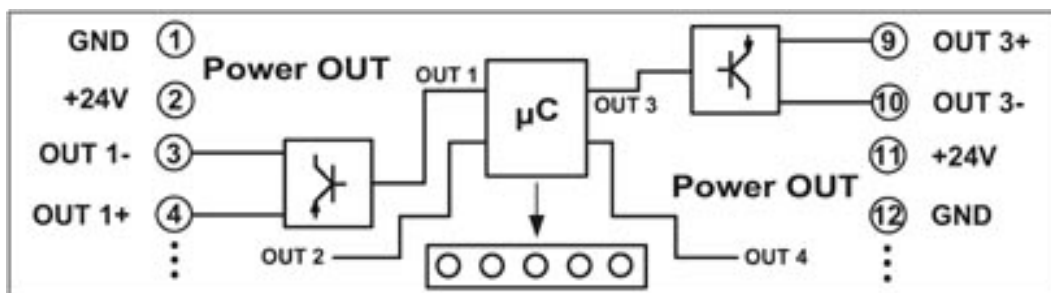 GND 1
+24V 2
Power OUT
OUT 1- 3
OUT 1+ 4
OUT 1
OUT 2
µC
OUT 3
OUT 4
Power OUT
9 OUT 3+
10 OUT 3-
11 +24V
12 GND